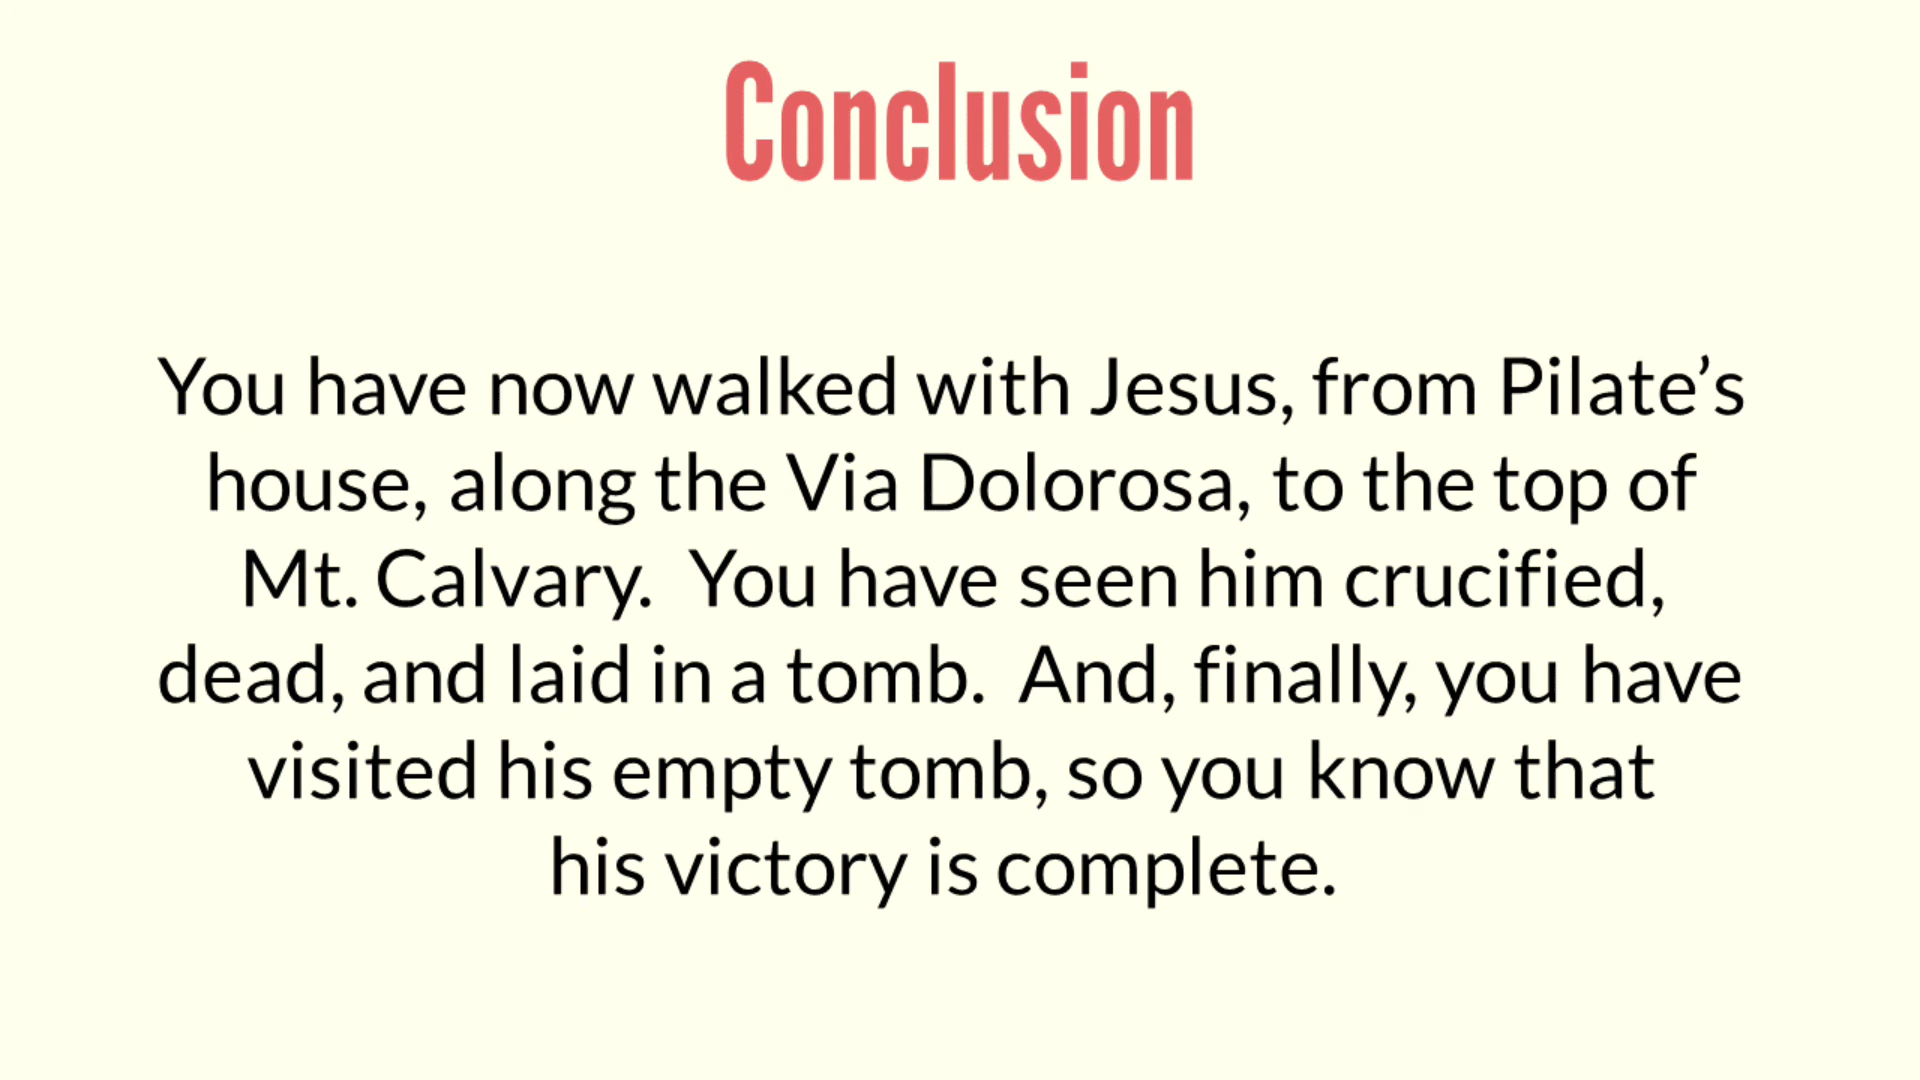 Conclusion
You have now walked with Jesus, from Pilate’s
house, along the Via Dolorosa, to the top of
Mt. Calvary.  You have seen him crucified,
dead, and laid in a tomb.  And, finally, you have
visited his empty tomb, so you know that
his victory is complete.